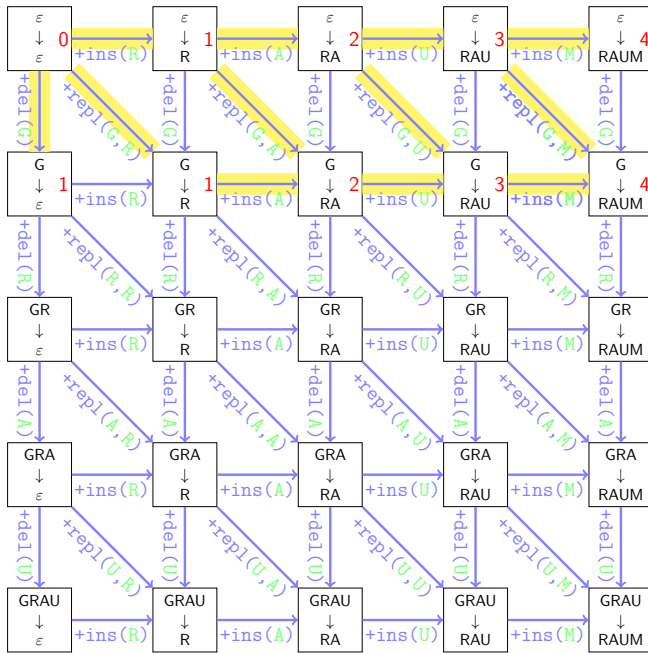 ε ε ε ε ε
↓ 0 ↓ 1 ↓ 2 ↓ 3 ↓ 4
ε +ins(R) R +ins(A) RA +ins(U) RAU +ins(M) RAUM
+del(G) +repl(G,R) +del(G) +repl(G,A) +del(G) +repl(G,U) +del(G) +repl(G,M) +del(G)
G G G G G
↓ 1 ↓ 1 ↓ 2 ↓ 3 ↓ 4
ε +ins(R) R +ins(A) RA +ins(U) RAU +ins(M) RAUM
+del(R) +repl(R,R) +del(R) +repl(R,A) +del(R) +repl(R,U) +del(R) +repl(R,M) +del(R)
GR GR GR GR GR
↓ ↓ ↓ ↓ ↓
ε +ins(R) R +ins(A) RA +ins(U) RAU +ins(M) RAUM
+del(A) +repl(A,R) +del(A) +repl(A,A) +del(A) +repl(A,U) +del(A) +repl(A,M) +del(A)
GRA GRA GRA GRA GRA
↓ ↓ ↓ ↓ ↓
ε +ins(R) R +ins(A) RA +ins(U) RAU +ins(M) RAUM
+del(U) +repl(U,R) +del(U) +repl(U,A) +del(U) +repl(U,U) +del(U) +repl(U,M) +del(U)
GRAU GRAU GRAU GRAU GRAU
↓ ↓ ↓ ↓ ↓
ε +ins(R) R +ins(A) RA +ins(U) RAU +ins(M) RAUM